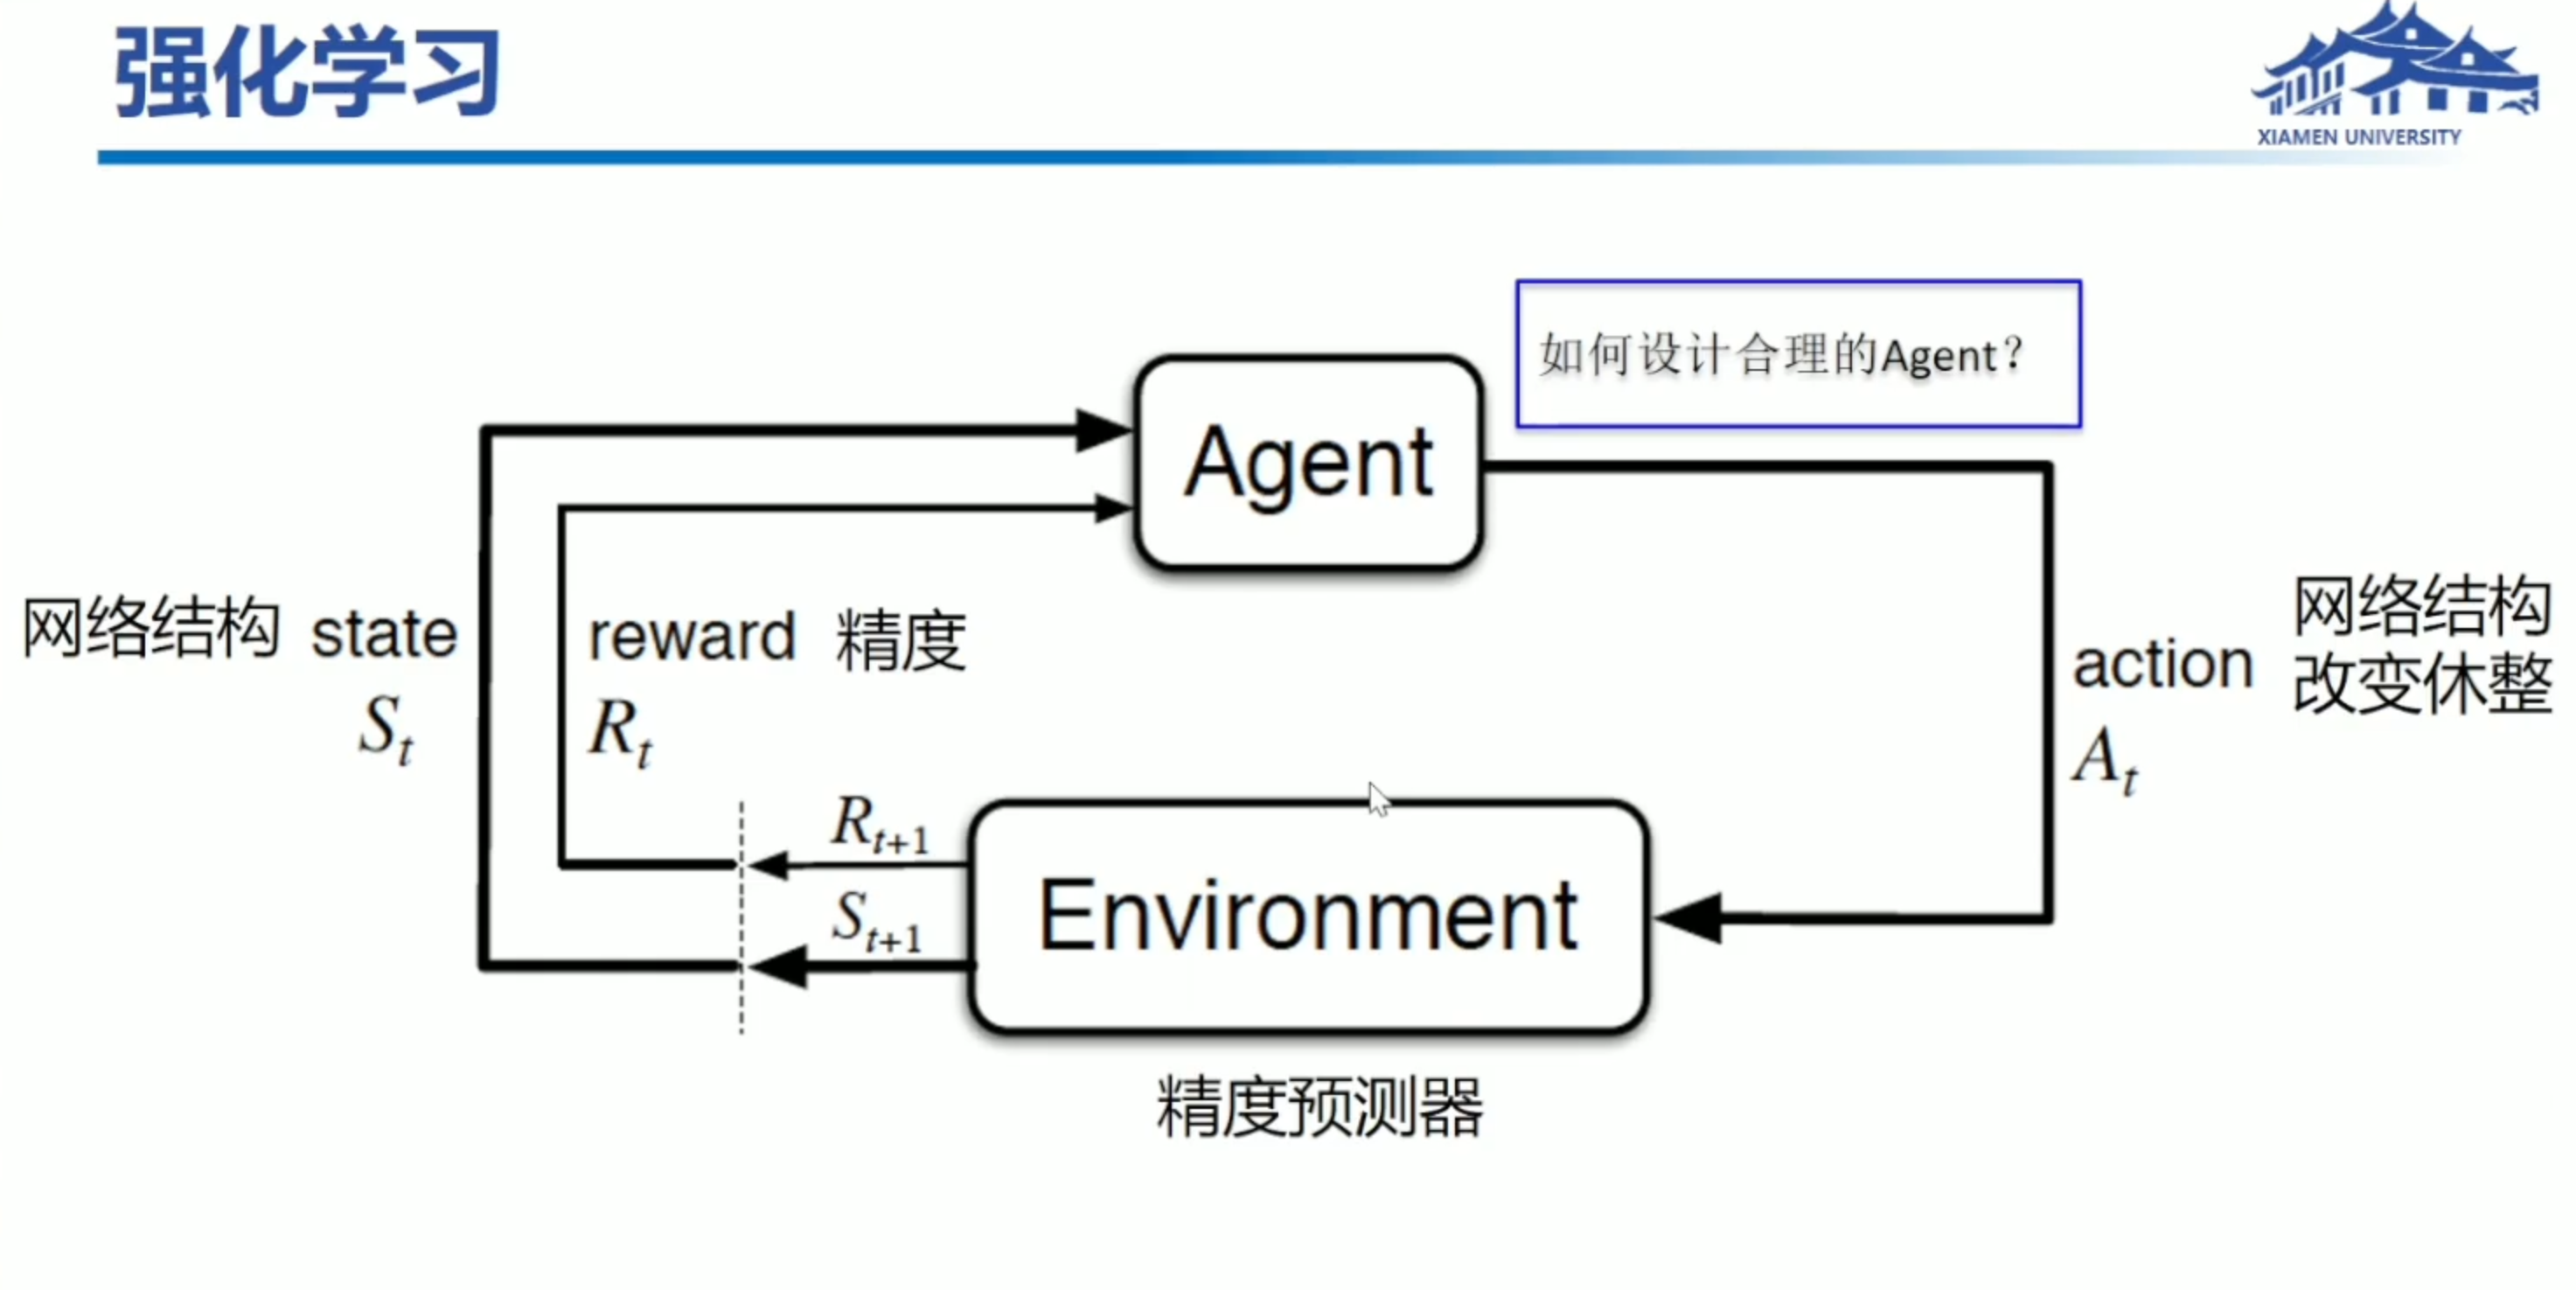 强化学习
XIAMEN UNIVERSITY
如何设计合理的Agent？
Agent
网络结构 state
S_t
reward 精度
R_t
action
A_t
网络结构
改变休整
R_{t+1}
S_{t+1}
Environment
精度预测器